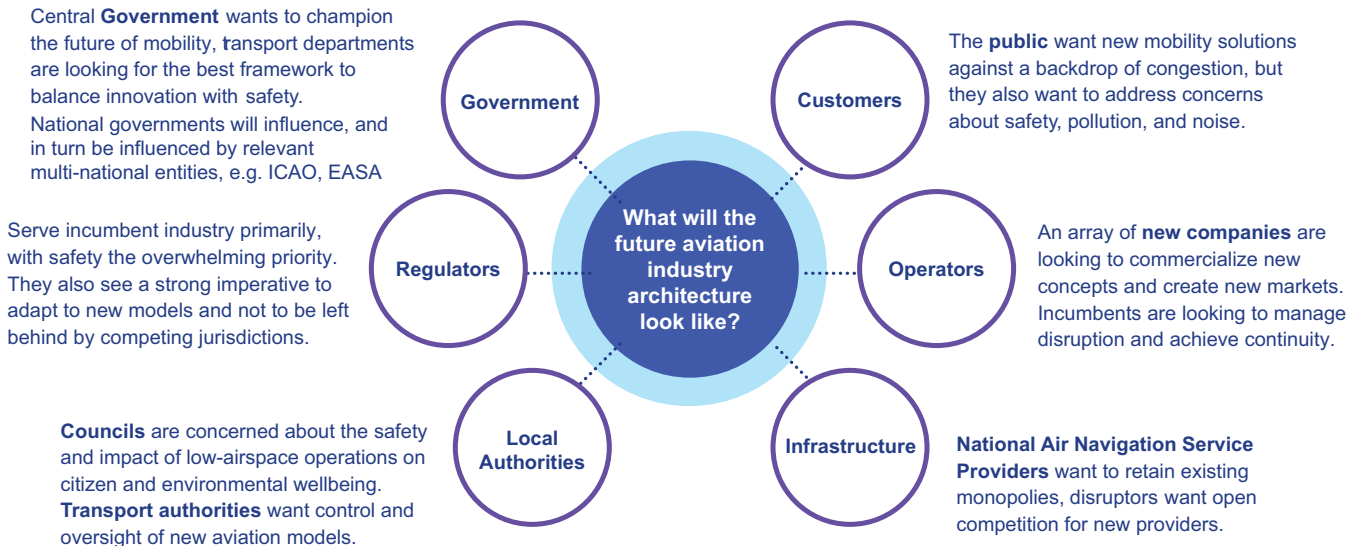 Central Government wants to champion
the future of mobility, transport departments
are looking for the best framework to
balance innovation with safety.
National governments will influence, and
in turn be influenced by relevant
multi-national entities, e.g. ICAO, EASA
Government
Customers
The public want new mobility solutions
against a backdrop of congestion, but
they also want to address concerns
about safety, pollution, and noise.
Serve incumbent industry primarily,
with safety the overwhelming priority.
They also see a strong imperative to
adapt to new models and not to be left
behind by competing jurisdictions.
Regulators
What will the
future aviation
industry
architecture
look like?
Operators
An array of new companies are
looking to commercialize new
concepts and create new markets.
Incumbents are looking to manage
disruption and achieve continuity.
Councils are concerned about the safety
and impact of low-airspace operations on
citizen and environmental wellbeing.
Transport authorities want control and
oversight of new aviation models.
Local
Authorities
Infrastructure
National Air Navigation Service
Providers want to retain existing
monopolies, disruptors want open
competition for new providers.